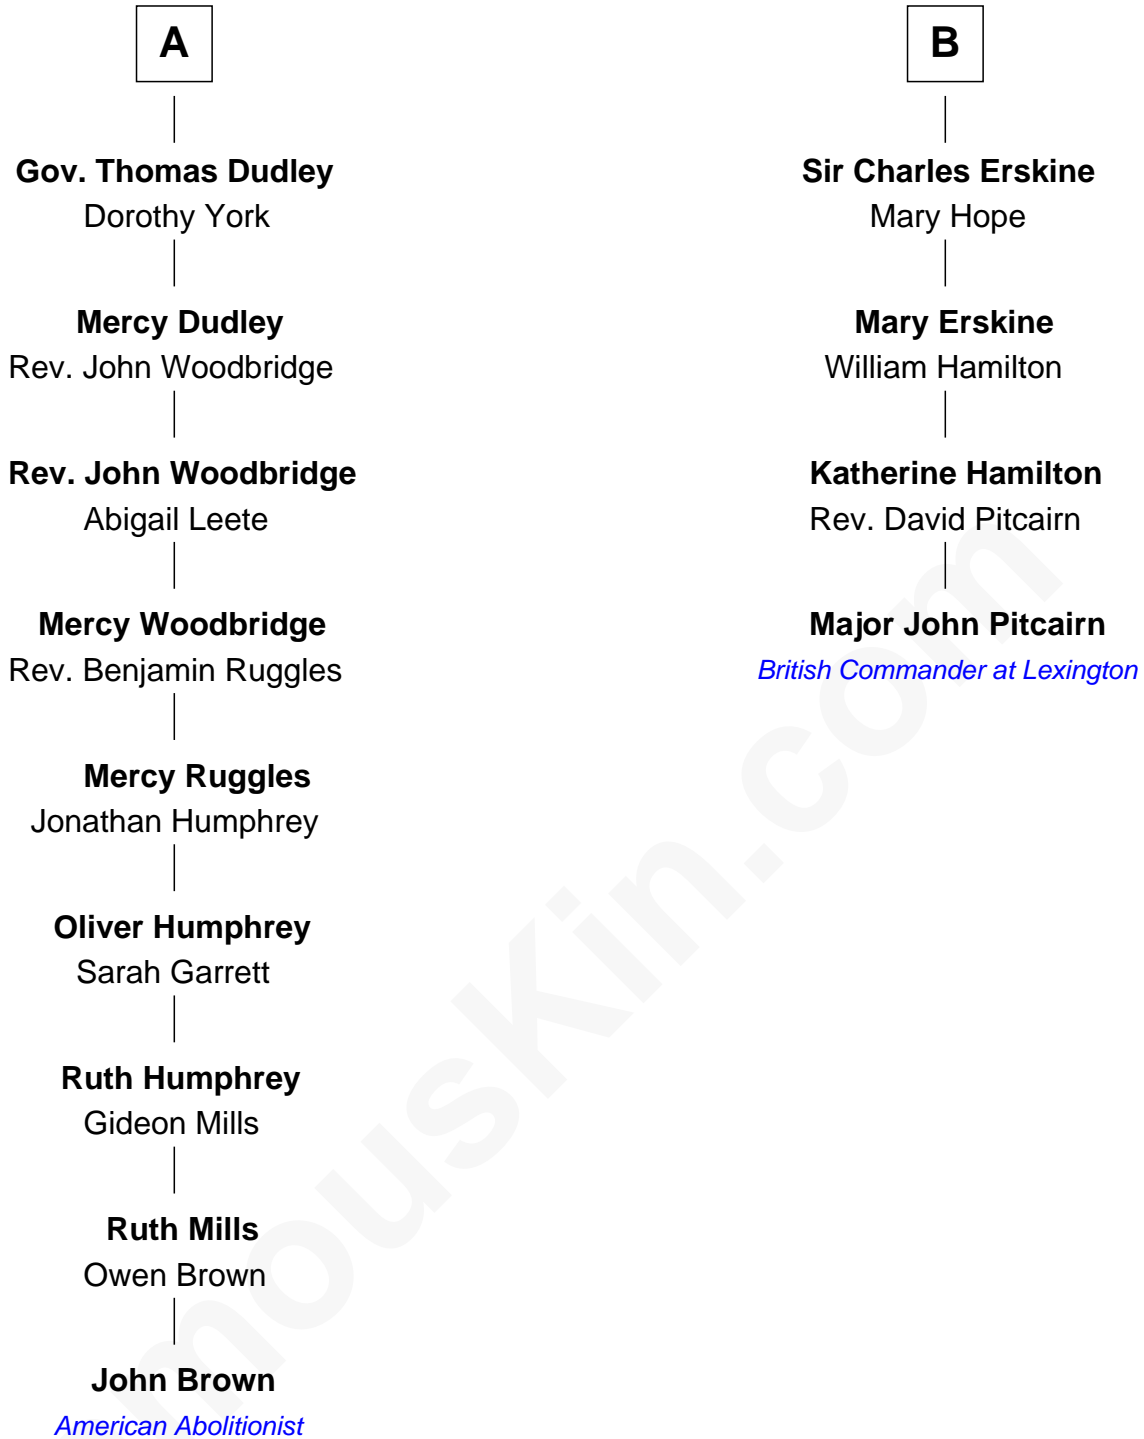 A
Gov. Thomas Dudley
Dorothy York
Mercy Dudley
Rev. John Woodbridge
Rev. John Woodbridge
Abigail Leete
Mercy Woodbridge
Rev. Benjamin Ruggles
Mercy Ruggles
Jonathan Humphrey
Oliver Humphrey
Sarah Garrett
Ruth Humphrey
Gideon Mills
Ruth Mills
Owen Brown
John Brown
American Abolitionist
B
Sir Charles Erskine
Mary Hope
Mary Erskine
William Hamilton
Katherine Hamilton
Rev. David Pitcairn
Major John Pitcairn
British Commander at Lexington
mousKin.com